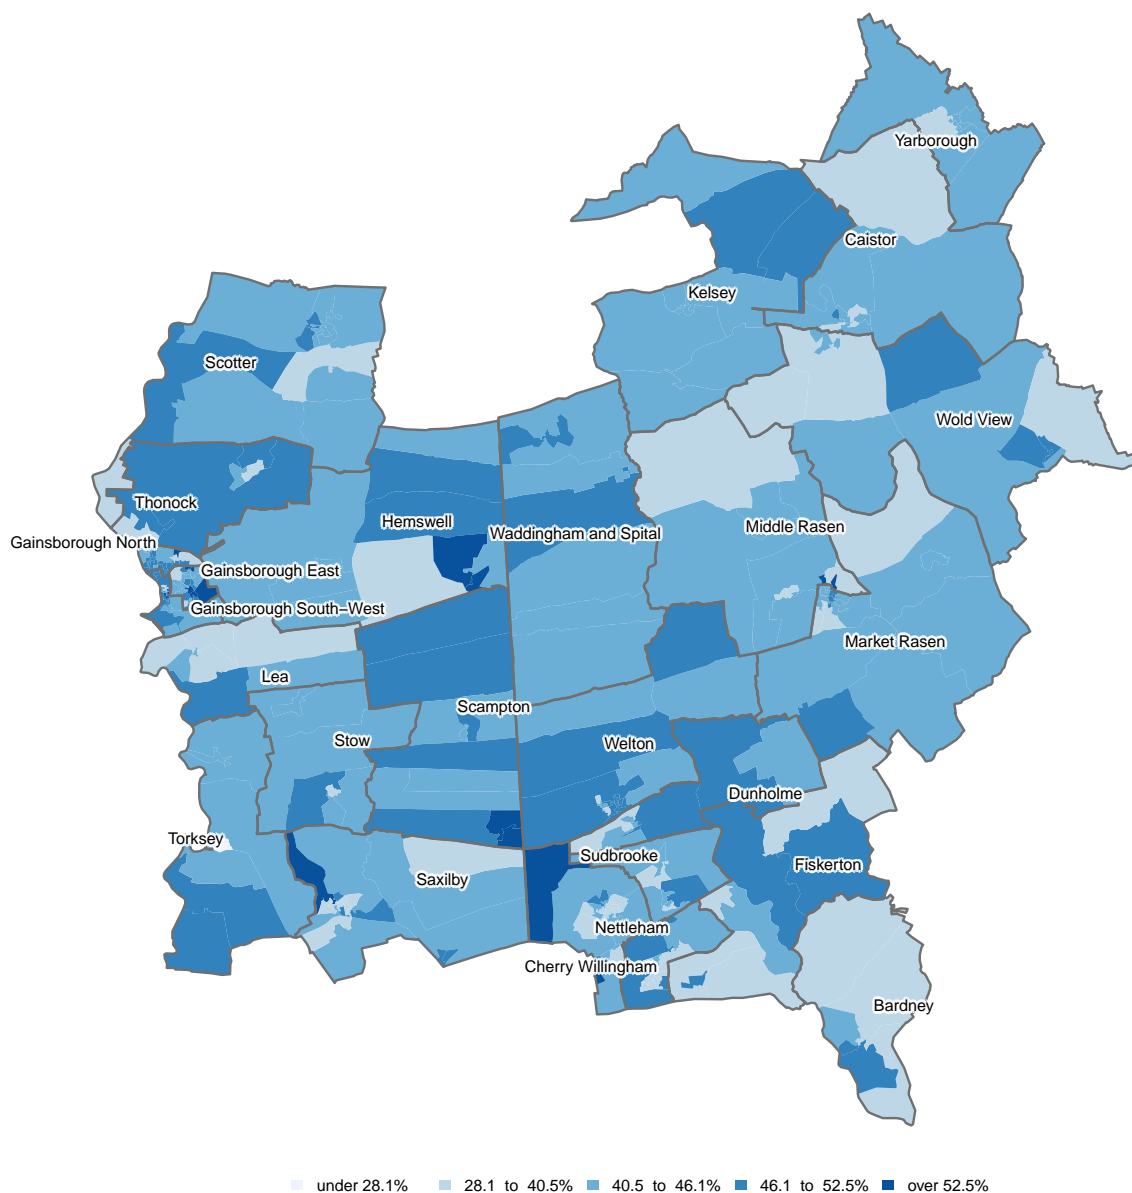 Yarborough
Caistor
Kelsey
Scotter
Wold View
Thonock
Hemswell
Middle Rasen
Waddingham and Spital
Gainsborough North
Gainsborough East
Gainsborough South−West
Market Rasen
Lea
Scampton
Stow
Welton
Dunholme
Torksey
Sudbrooke
Fiskerton
Saxilby
Nettleham
Cherry Willingham
Bardney
under 28.1% 28.1 to 40.5% 40.5 to 46.1% 46.1 to 52.5% over 52.5%